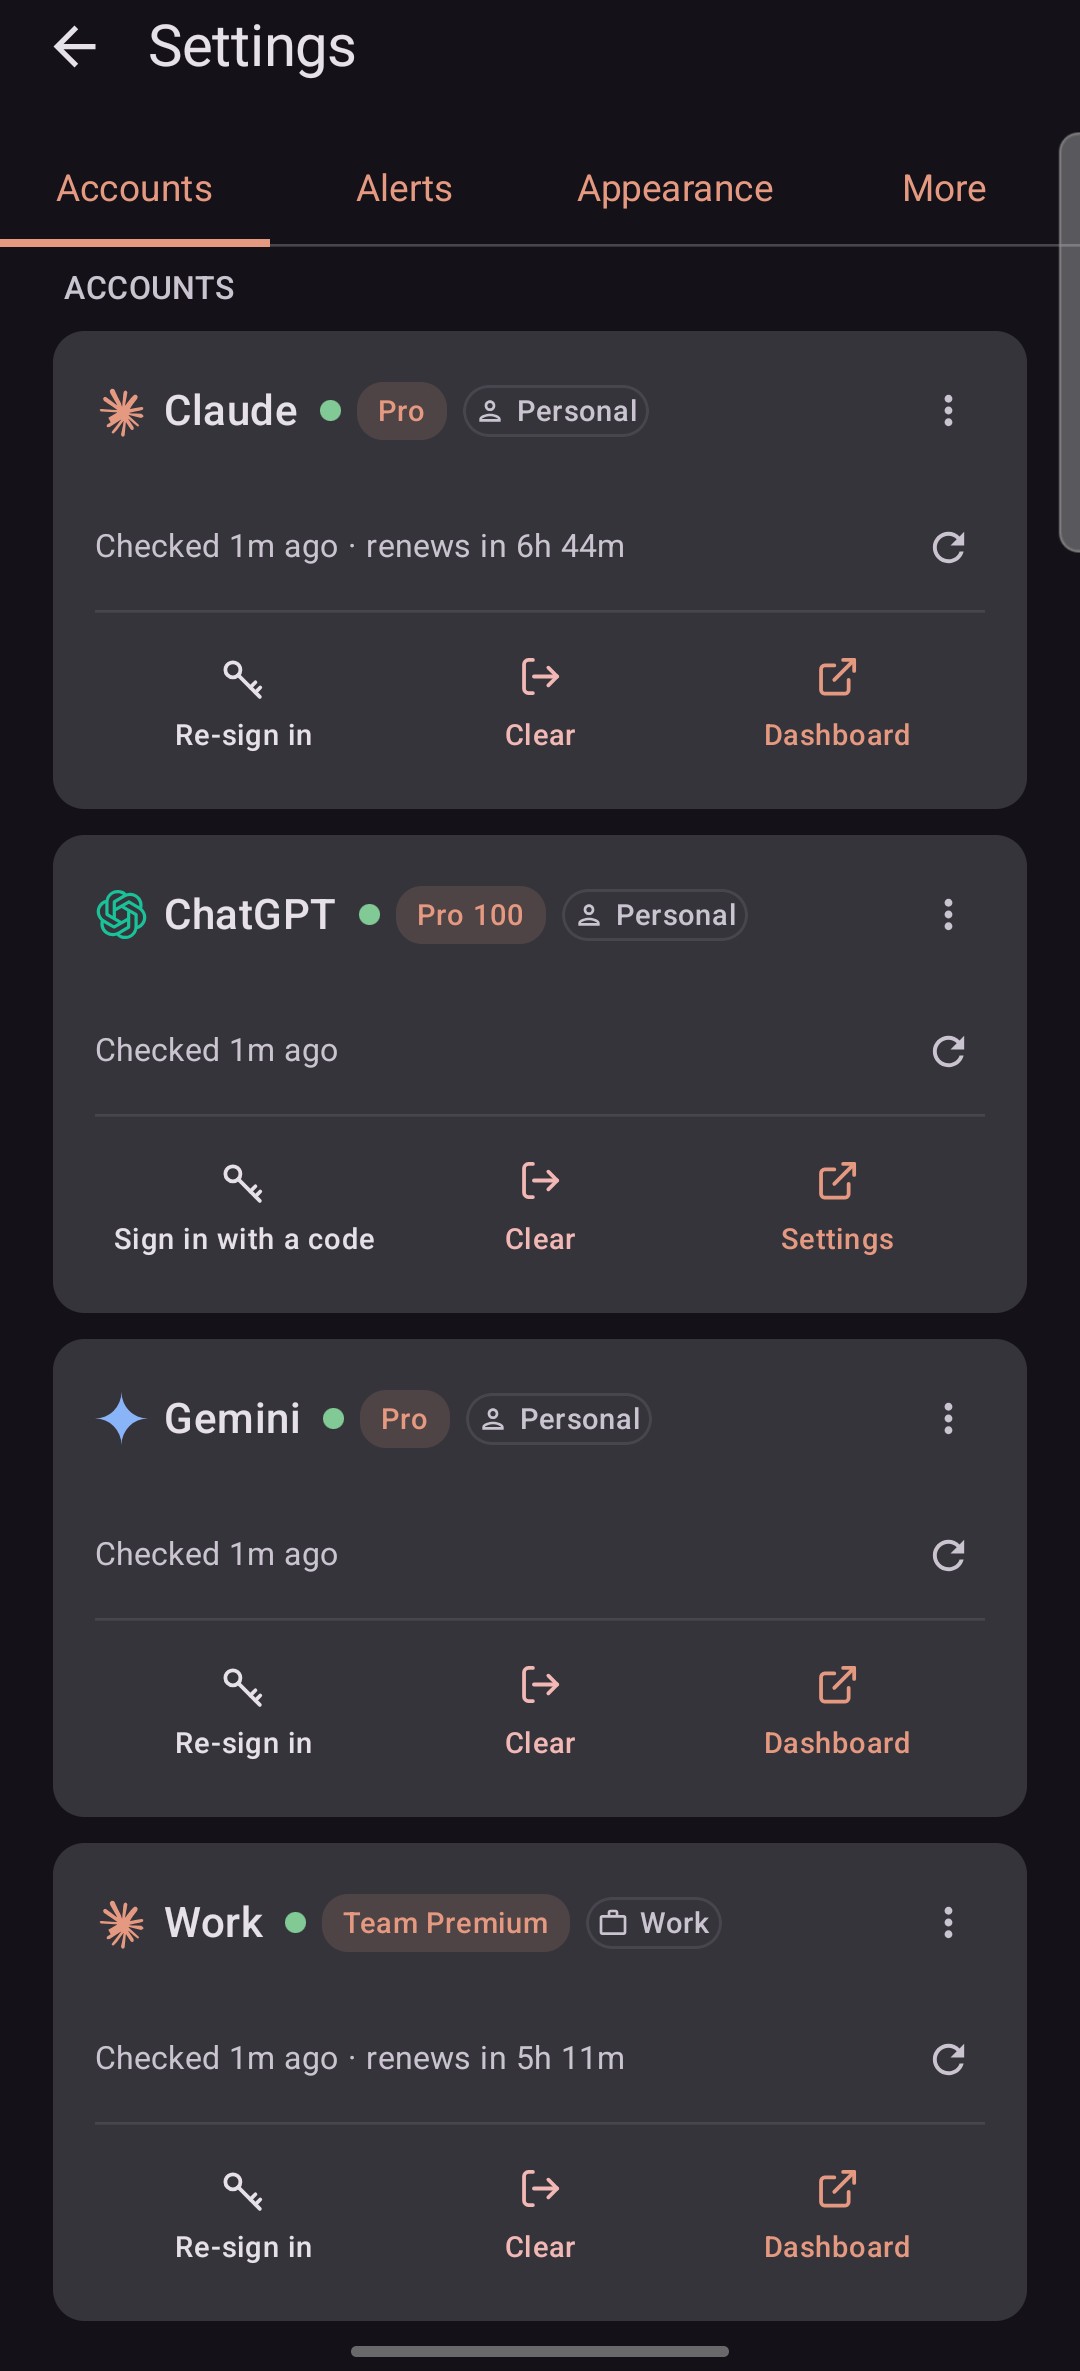 Settings
Accounts Alerts Appearance More
ACCOUNTS
Claude Pro Personal
Checked 1m ago · renews in 6h 44m
Re-sign in Clear Dashboard
ChatGPT Pro 100 Personal
Checked 1m ago
Sign in with a code Clear Settings
Gemini Pro Personal
Checked 1m ago
Re-sign in Clear Dashboard
Work Team Premium Work
Checked 1m ago · renews in 5h 11m
Re-sign in Clear Dashboard